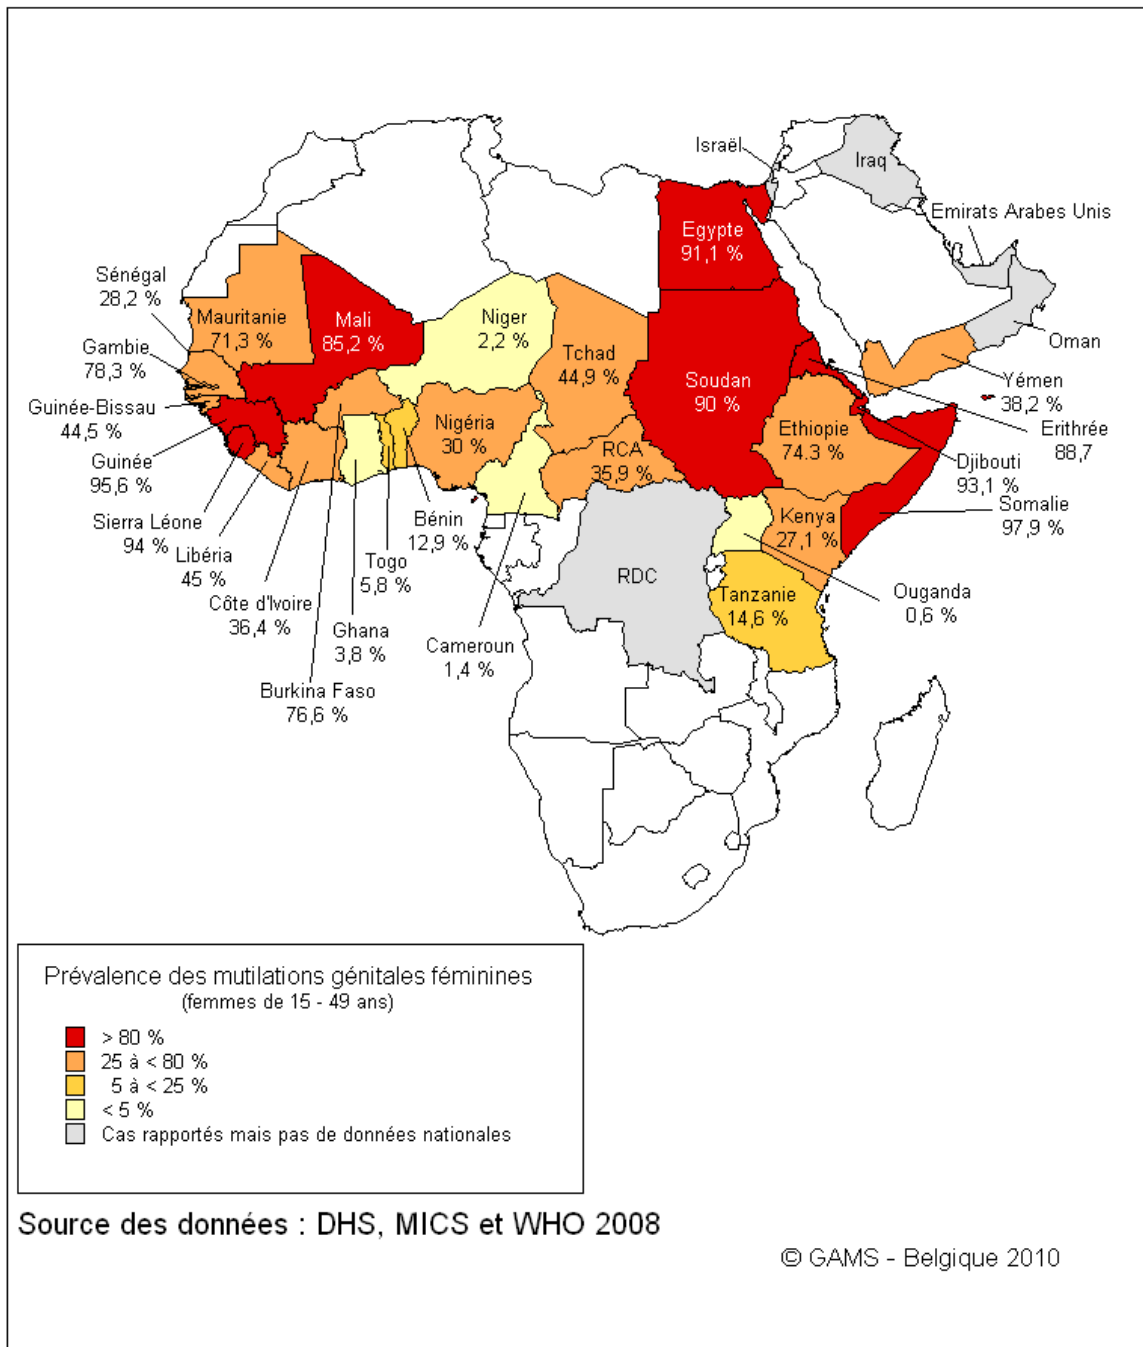 Israël
Iraq
Emirats Arabes Unis
Egypte
91,1 %
Sénégal
28,2 %
Mauritanie
71,3 %
Mali
85,2 %
Niger
2,2 %
Tchad
44,9 %
Oman
Gambie
78,3 %
Soudan
90 %
Yémen
38,2 %
Guinée-Bissau
44,5 %
Nigéria
30 %
Ethiopie
74.3 %
Erithrée
88,7
RCA
35,9 %
Guinée
95,6 %
Djibouti
93,1 %
Somalie
97,9 %
Kenya
27,1 %
Sierra Léone
94 %
Bénin
12,9 %
Libéria
45 %
Togo
5,8 %
RDC
Ouganda
0,6 %
Tanzanie
14,6 %
Côte d'Ivoire
36,4 %
Ghana
3,8 %
Cameroun
1,4 %
Burkina Faso
76,6 %
Prévalence des mutilations génitales féminines
(femmes de 15 - 49 ans)
> 80 %
25 à < 80 %
5 à < 25 %
< 5 %
Cas rapportés mais pas de données nationales
Source des données : DHS, MICS et WHO 2008
© GAMS - Belgique 2010